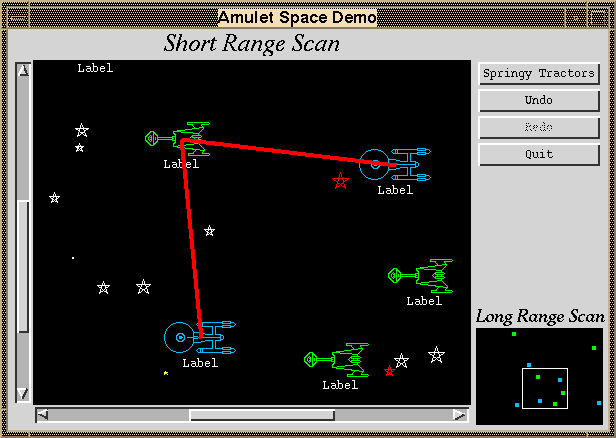 Amulet Space Demo
Short Range Scan
Label
Springy Tractors
Undo
Redo
Quit
Label
Label
Label
Label
Label
Long Range Scan